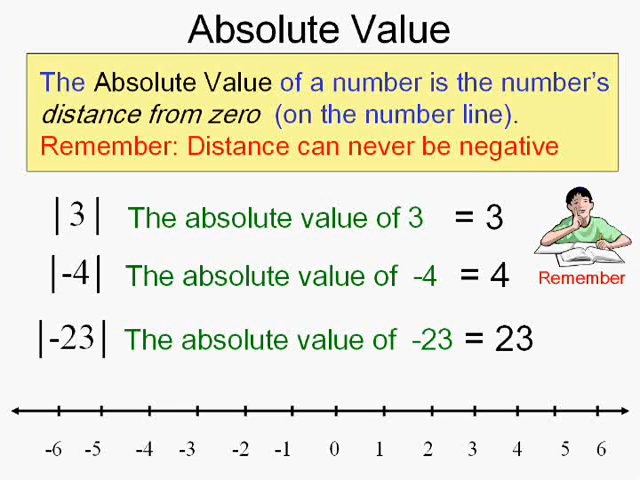 Absolute Value
The Absolute Value of a number is the number's
distance from zero (on the number line).
Remember: Distance can never be negative
|3| The absolute value of 3 = 3
|-4| The absolute value of -4 = 4
Remember
|-23| The absolute value of -23 = 23
-6 -5 -4 -3 -2 -1 0 1 2 3 4 5 6